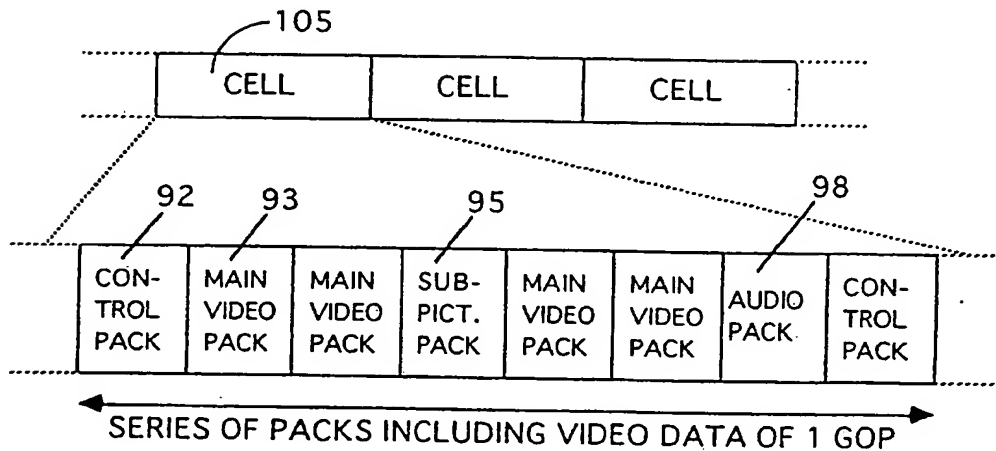 105
CELL CELL CELL
92 93 95 98
CON-
TROL
PACK
MAIN
VIDEO
PACK
MAIN
VIDEO
PACK
SUB-
PICT.
PACK
MAIN
VIDEO
PACK
MAIN
VIDEO
PACK
AUDIO
PACK
CON-
TROL
PACK
SERIES OF PACKS INCLUDING VIDEO DATA OF 1 GOP